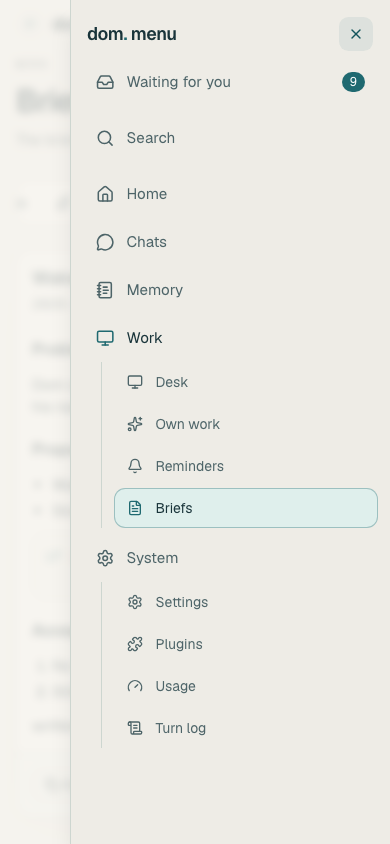 dom. menu
Waiting for you 9
Search
Home
Chats
Memory
Work
Desk
Own work
Reminders
Briefs
System
Settings
Plugins
Usage
Turn log